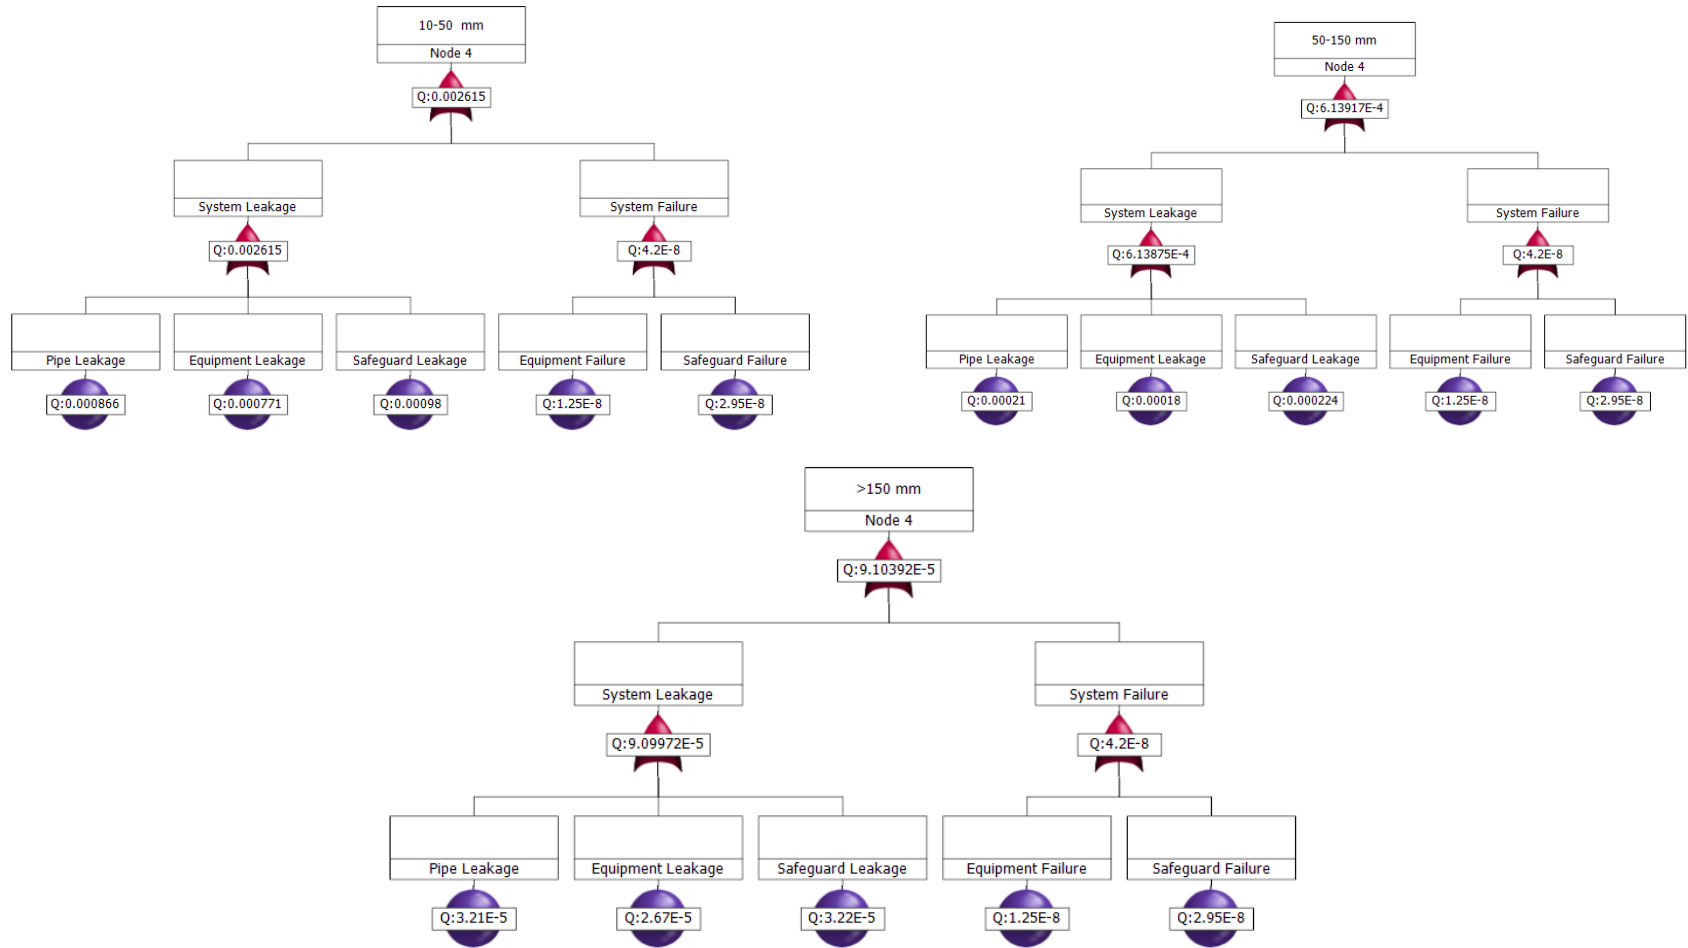 10-50 mm
Node 4
Q:0.002615
System Leakage
System Failure
Q:0.002615
Q:4.2E-8
Pipe Leakage
Equipment Leakage
Safeguard Leakage
Equipment Failure
Safeguard Failure
Q:0.000866
Q:0.000771
Q:0.00098
Q:1.25E-8
Q:2.95E-8
50-150 mm
Node 4
Q:6.13917E-4
System Leakage
System Failure
Q:6.13875E-4
Q:4.2E-8
Pipe Leakage
Equipment Leakage
Safeguard Leakage
Equipment Failure
Safeguard Failure
Q:0.00021
Q:0.00018
Q:0.000224
Q:1.25E-8
Q:2.95E-8
>150 mm
Node 4
Q:9.10392E-5
System Leakage
System Failure
Q:9.09972E-5
Q:4.2E-8
Pipe Leakage
Equipment Leakage
Safeguard Leakage
Equipment Failure
Safeguard Failure
Q:3.21E-5
Q:2.67E-5
Q:3.22E-5
Q:1.25E-8
Q:2.95E-8